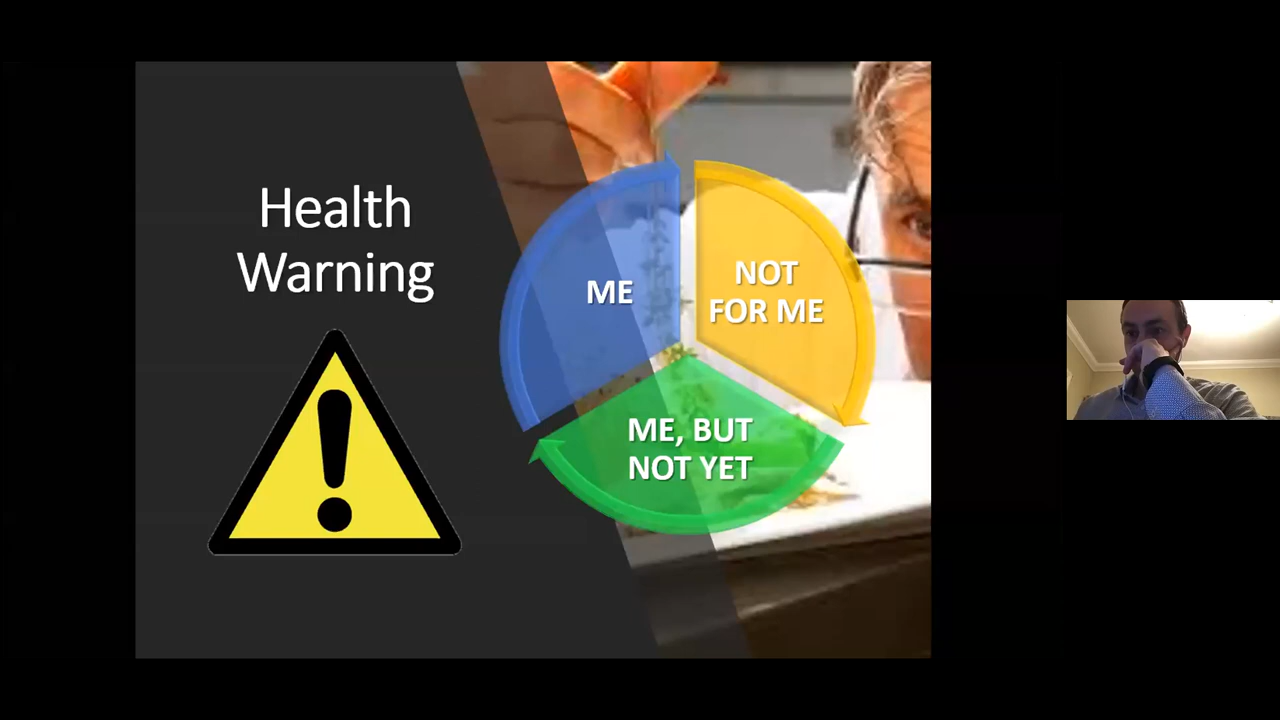 Health
Warning
ME
NOT
FOR ME
ME, BUT
NOT YET